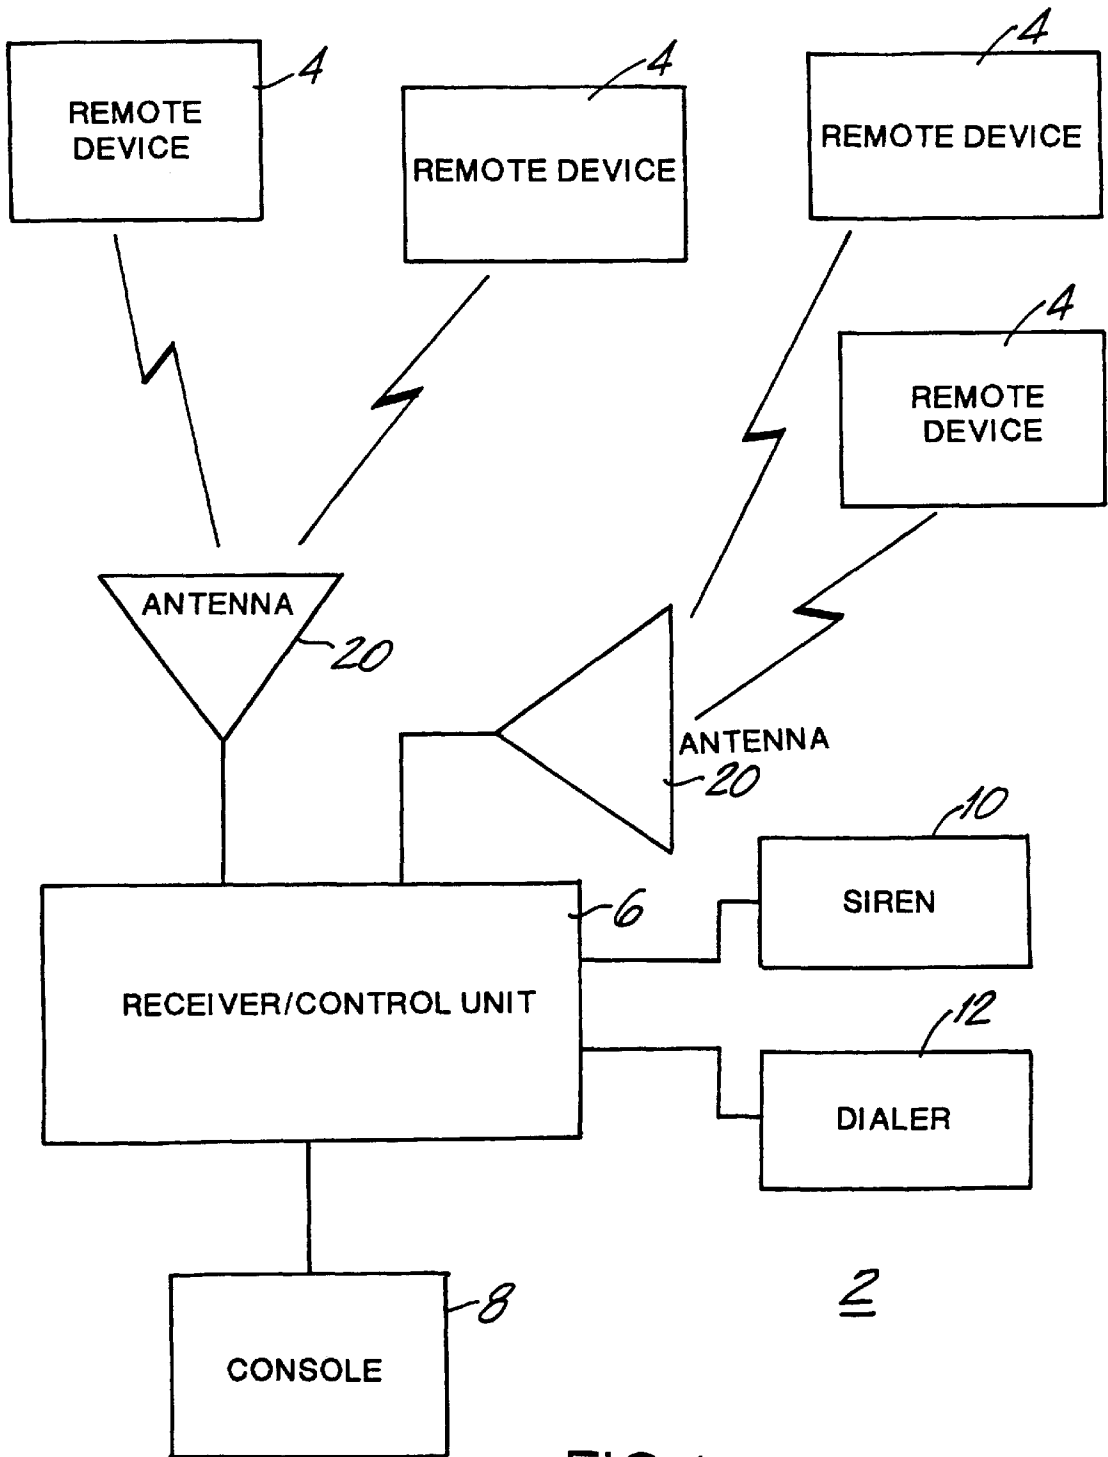 4
REMOTE
DEVICE
4
REMOTE DEVICE
4
REMOTE DEVICE
4
REMOTE
DEVICE
ANTENNA
20
ANTENNA
20
10
SIREN
6
RECEIVER/CONTROL UNIT
12
DIALER
2
8
CONSOLE